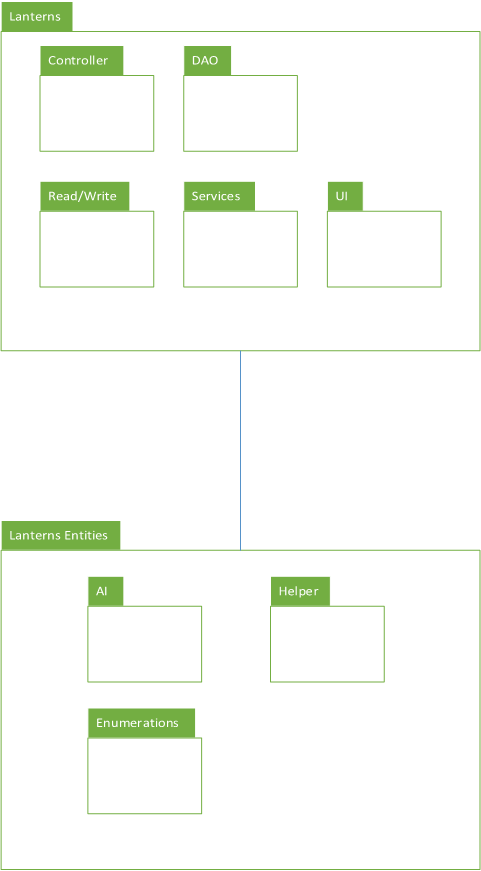 Lanterns
Controller
DAO
Read/Write
Services
UI
Lanterns Entities
AI
Helper
Enumerations